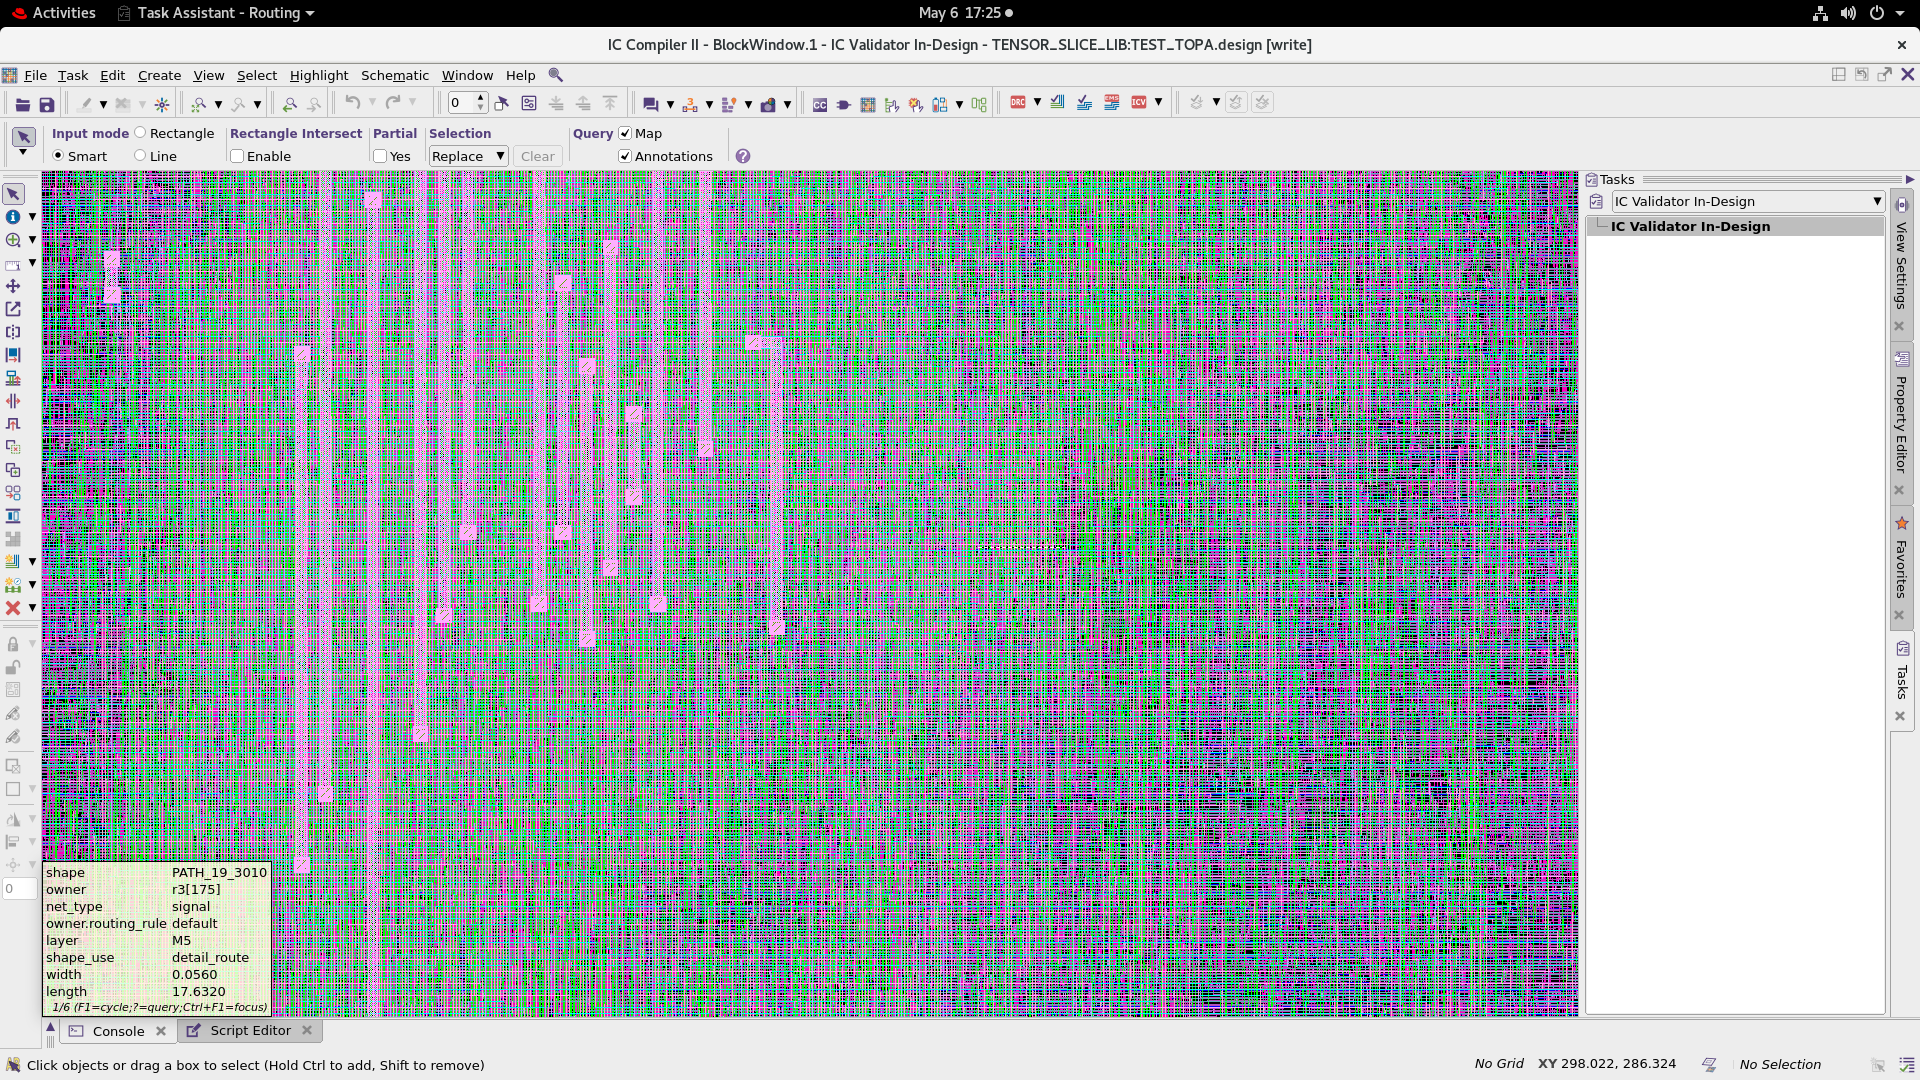 Activities
Task Assistant - Routing
May 6 17:25
IC Compiler II - BlockWindow.1 - IC Validator In-Design - TENSOR_SLICE_LIB:TEST_TOPA.design [write]
File Task Edit Create View Select Highlight Schematic Window Help
0
CC
DRC
EMS
ICV
Input mode Rectangle Rectangle Intersect Partial Selection Query Map
Smart Line Enable Yes Replace Clear Annotations
Tasks
IC Validator In-Design
IC Validator In-Design
View Settings
Property Editor
Favorites
Tasks
0
shape PATH_19_3010
owner r3[175]
net_type signal
owner.routing_rule default
layer M5
shape_use detail_route
width 0.0560
length 17.6320
1/6 (F1=cycle;?=query;Ctrl+F1=focus)
Console
Script Editor
Click objects or drag a box to select (Hold Ctrl to add, Shift to remove)
No Grid XY 298.022, 286.324 No Selection